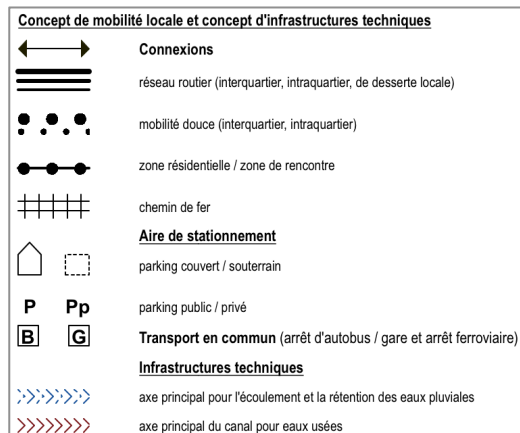 Concept de mobilité locale et concept d'infrastructures techniques
Connexions
réseau routier (interquartier, intraquartier, de desserte locale)
mobilité douce (interquartier, intraquartier)
zone résidentielle / zone de rencontre
chemin de fer
Aire de stationnement
parking couvert / souterrain
P Pp parking public / privé
B G Transport en commun (arrêt d'autobus / gare et arrêt ferroviaire)
Infrastructures techniques
axe principal pour l'écoulement et la rétention des eaux pluviales
axe principal du canal pour eaux usées